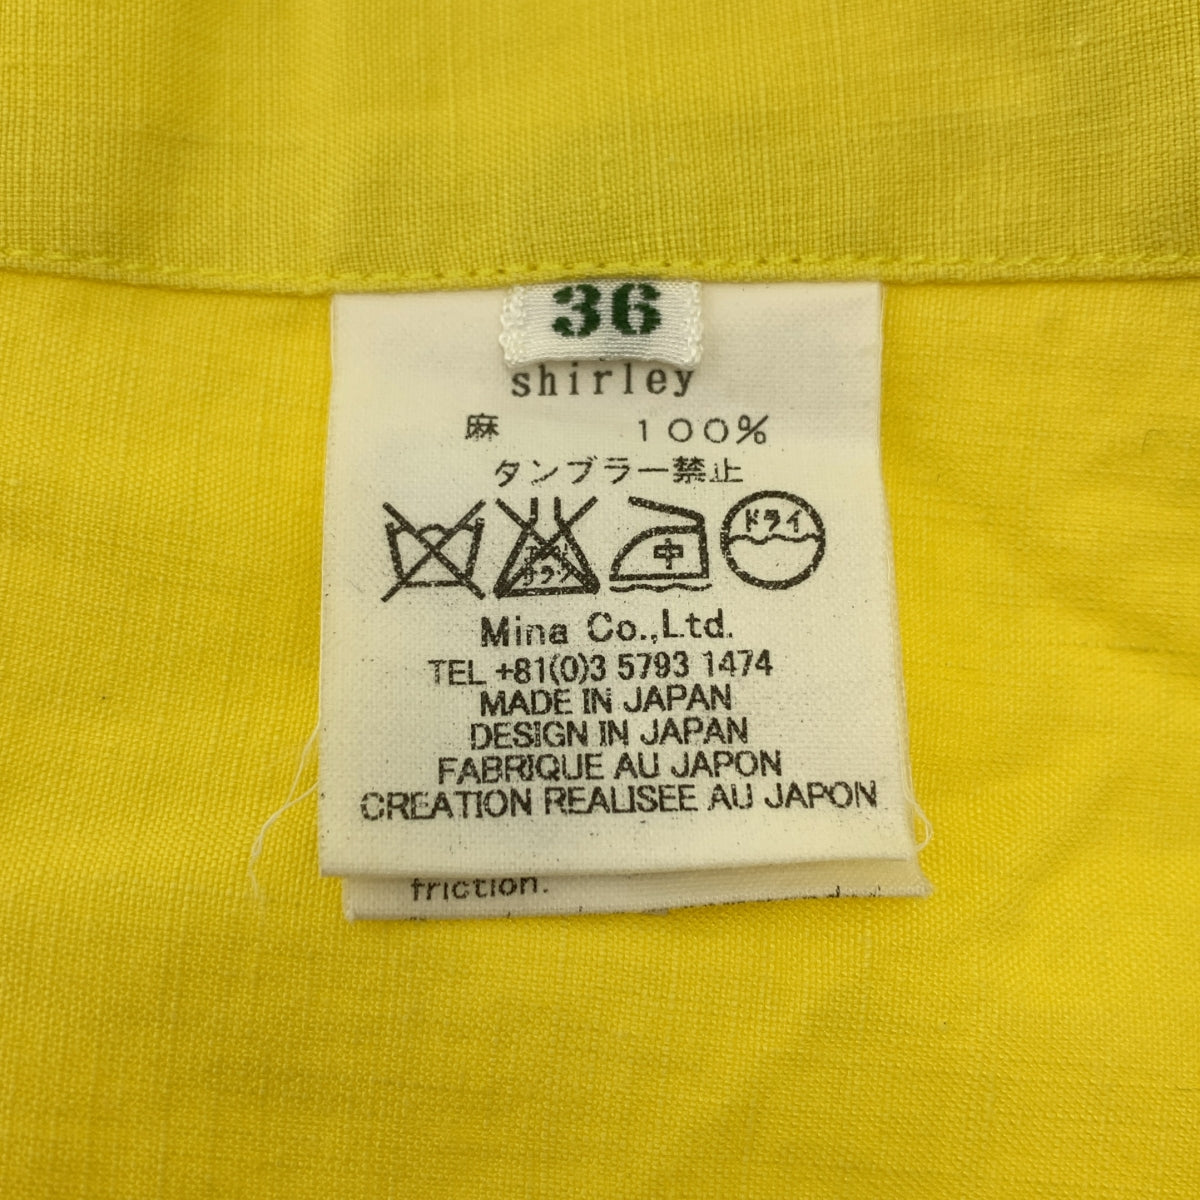 36
shirley
麻 100%
タンブラー禁止
中 ドライ
Mina Co.,Ltd.
TEL +81(0)3 5793 1474
MADE IN JAPAN
DESIGN IN JAPAN
FABRIQUE AU JAPON
CREATION REALISEE AU JAPON
friction.